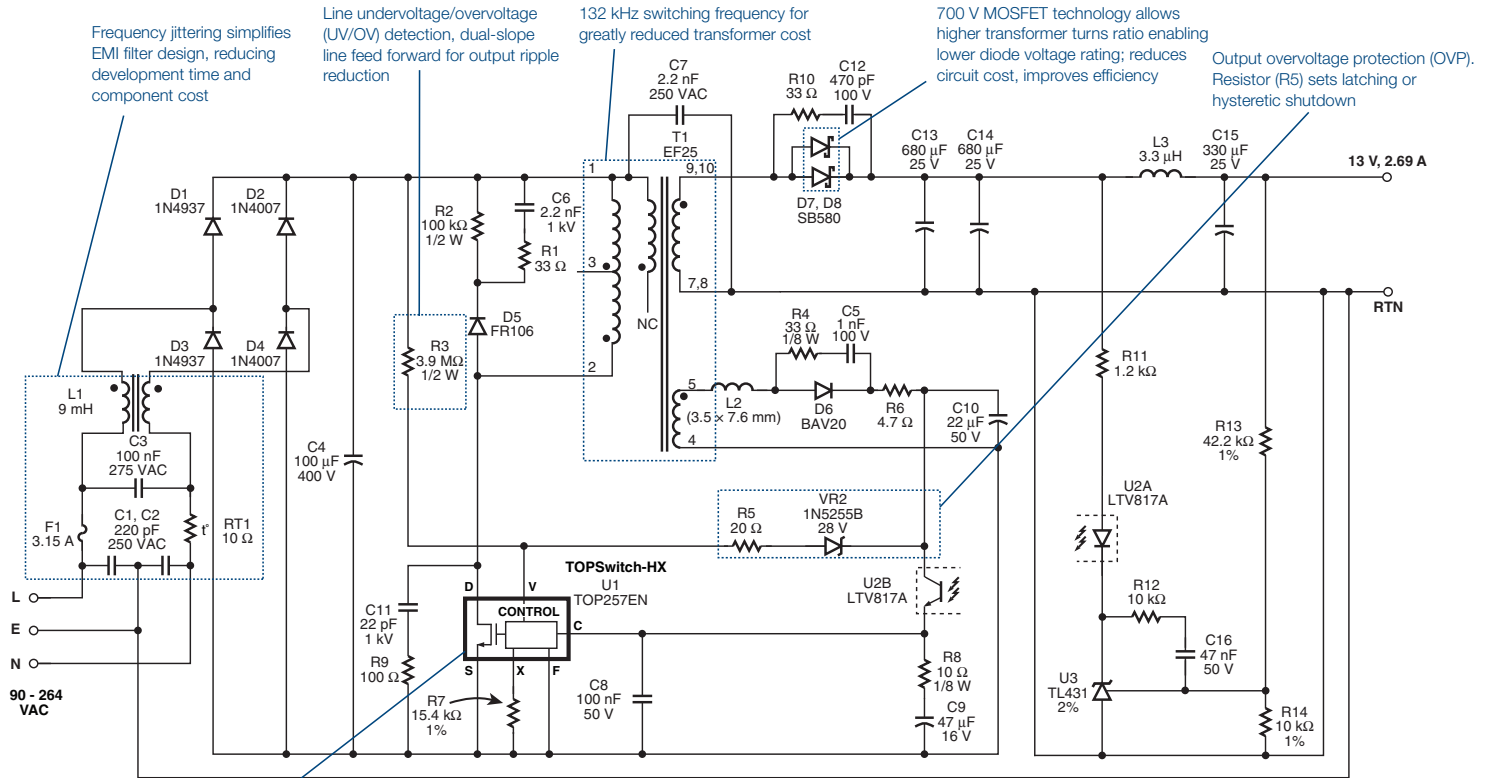 Frequency jittering simplifies
EMI filter design, reducing
development time and
component cost
Line undervoltage/overvoltage
(UV/OV) detection, dual-slope
line feed forward for output ripple
reduction
132 kHz switching frequency for
greatly reduced transformer cost
700 V MOSFET technology allows
higher transformer turns ratio enabling
lower diode voltage rating; reduces
circuit cost, improves efficiency
Output overvoltage protection (OVP).
Resistor (R5) sets latching or
hysteretic shutdown
C7
2.2 nF
250 VAC
R10
33 Ω
C12
470 pF
100 V
T1
EF25
1
9,10
D7, D8
SB580
C13
680 µF
25 V
C14
680 µF
25 V
L3
3.3 µH
C15
330 µF
25 V
13 V, 2.69 A
D1
1N4937
D2
1N4007
R2
100 kΩ
1/2 W
C6
2.2 nF
1 kV
R1
33 Ω
3
7,8
RTN
NC
D5
FR106
D3
1N4937
D4
1N4007
R3
3.9 MΩ
1/2 W
2
R4
33 Ω
1/8 W
C5
1 nF
100 V
5
L2
(3.5 × 7.6 mm)
D6
BAV20
R6
4.7 Ω
C10
22 µF
50 V
4
R11
1.2 kΩ
R13
42.2 kΩ
1%
L1
9 mH
C3
100 nF
275 VAC
C4
100 µF
400 V
F1
3.15 A
C1, C2
220 pF
250 VAC
t°
RT1
10 Ω
R5
20 Ω
VR2
1N5255B
28 V
U2A
LTV817A
TOPSwitch-HX
U1
TOP257EN
U2B
LTV817A
D
V
CONTROL
C
S
X
F
L
E
N
90 - 264
VAC
C11
22 pF
1 kV
R9
100 Ω
R7
15.4 kΩ
1%
C8
100 nF
50 V
R8
10 Ω
1/8 W
C9
47 µF
16 V
R12
10 kΩ
C16
47 nF
50 V
U3
TL431
2%
R14
10 kΩ
1%